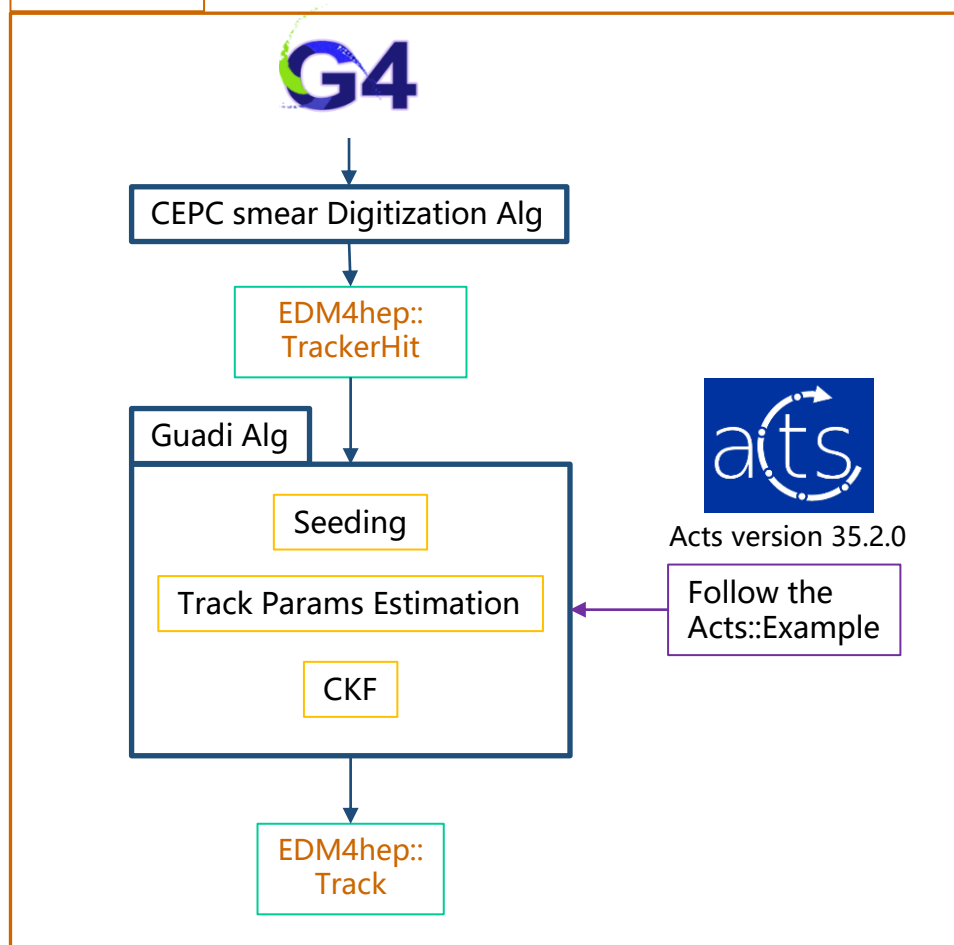 G4
CEPC smear Digitization Alg
EDM4hep::
TrackerHit
Guadi Alg
Seeding
Track Params Estimation
CKF
acts
Acts version 35.2.0
Follow the
Acts::Example
EDM4hep::
Track